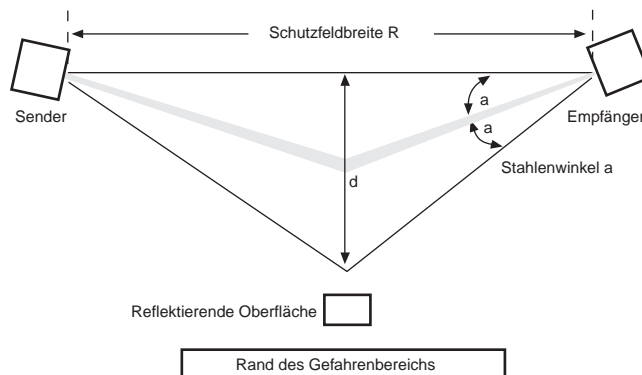 Schutzfeldbreite R
Sender
Empfänger
a
a
Stahlenwinkel a
d
Reflektierende Oberfläche
Rand des Gefahrenbereichs